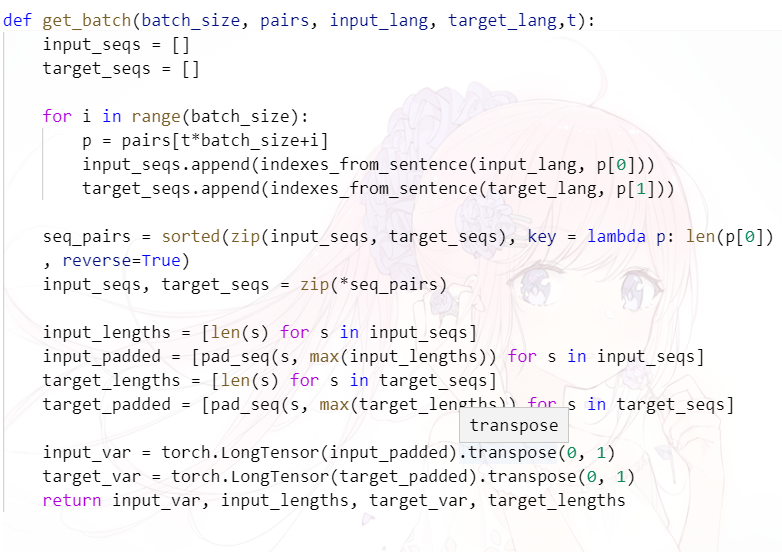 def get_batch(batch_size, pairs, input_lang, target_lang,t):
    input_seqs = []
    target_seqs = []

    for i in range(batch_size):
        p = pairs[t*batch_size+i]
        input_seqs.append(indexes_from_sentence(input_lang, p[0]))
        target_seqs.append(indexes_from_sentence(target_lang, p[1]))

    seq_pairs = sorted(zip(input_seqs, target_seqs), key = lambda p: len(p[0])
    , reverse=True)
    input_seqs, target_seqs = zip(*seq_pairs)

    input_lengths = [len(s) for s in input_seqs]
    input_padded = [pad_seq(s, max(input_lengths)) for s in input_seqs]
    target_lengths = [len(s) for s in target_seqs]
    target_padded = [pad_seq(s, max(target_lengths)) for s in target_seqs]
transpose
    input_var = torch.LongTensor(input_padded).transpose(0, 1)
    target_var = torch.LongTensor(target_padded).transpose(0, 1)
    return input_var, input_lengths, target_var, target_lengths